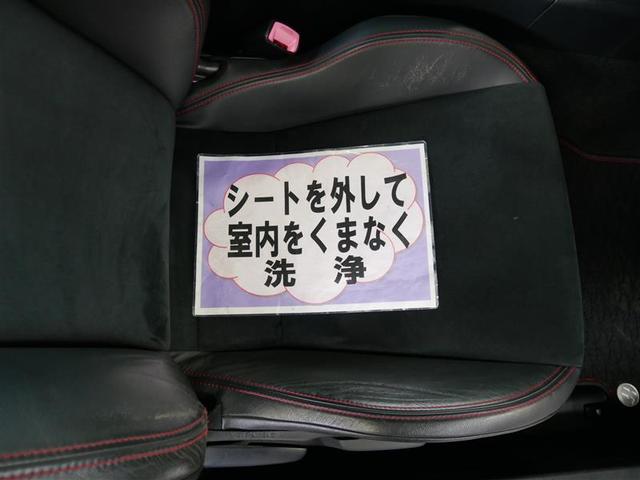 シートを外して
室内をくまなく
洗　浄